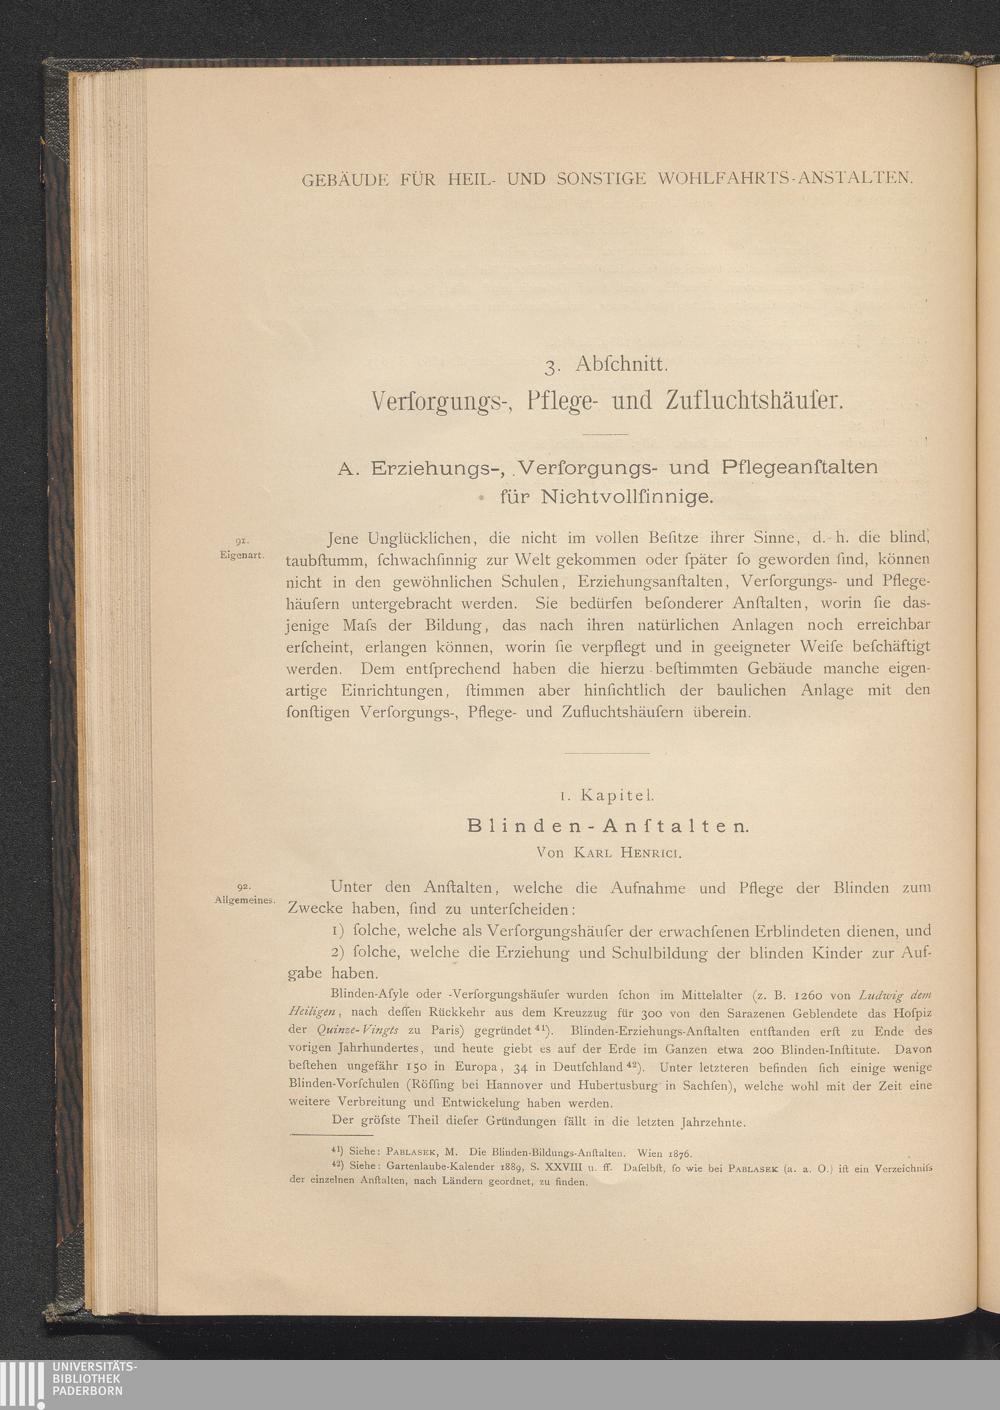 GEBÄUDE FÜR HEIL- UND SONSTIGE WOHLFAHRTS-ANSTALTEN.
3. Abſchnitt.
Verſorgungs-, Pflege- und Zufluchtshäuſer.
A. Erziehungs-, Verſorgungs- und Pflegeanſtalten
für Nichtvollſinnige.
91.
Eigenart.
Jene Unglücklichen, die nicht im vollen Beſitze ihrer Sinne, d. h. die blind,
taubſtumm, ſchwachſinnig zur Welt gekommen oder ſpäter ſo geworden ſind, können
nicht in den gewöhnlichen Schulen, Erziehungsanſtalten, Verſorgungs- und Pflege-
häuſern untergebracht werden. Sie bedürfen beſonderer Anſtalten, worin ſie das-
jenige Maſs der Bildung, das nach ihren natürlichen Anlagen noch erreichbar
erſcheint, erlangen können, worin ſie verpflegt und in geeigneter Weiſe beſchäftigt
werden. Dem entſprechend haben die hierzu beſtimmten Gebäude manche eigen-
artige Einrichtungen, ſtimmen aber hinſichtlich der baulichen Anlage mit den
ſonſtigen Verſorgungs-, Pflege- und Zufluchtshäuſern überein.
1. Kapitel.
Blinden-Anſtalten.
Von KARL HENRICI.
92.
Allgemeines.
Unter den Anſtalten, welche die Aufnahme und Pflege der Blinden zum
Zwecke haben, ſind zu unterſcheiden:
1) ſolche, welche als Verſorgungshäuſer der erwachſenen Erblindeten dienen, und
2) ſolche, welche die Erziehung und Schulbildung der blinden Kinder zur Auf-
gabe haben.
Blinden-Aſyle oder -Verſorgungshäuſer wurden ſchon im Mittelalter (z. B. 1260 von Ludwig dem
Heiligen, nach deſſen Rückkehr aus dem Kreuzzug für 300 von den Sarazenen Geblendete das Hoſpiz
der Quinze-Vingts zu Paris) gegründet⁴¹). Blinden-Erziehungs-Anſtalten entſtanden erſt zu Ende des
vorigen Jahrhundertes, und heute giebt es auf der Erde im Ganzen etwa 200 Blinden-Inſtitute. Davon
beſtehen ungefähr 150 in Europa, 34 in Deutſchland⁴²). Unter letzteren befinden ſich einige wenige
Blinden-Vorſchulen (Röſſing bei Hannover und Hubertusburg in Sachſen), welche wohl mit der Zeit eine
weitere Verbreitung und Entwickelung haben werden.
Der gröſste Theil dieſer Gründungen fällt in die letzten Jahrzehnte.
⁴¹) Siehe: PABLASEK, M. Die Blinden-Bildungs-Anſtalten. Wien 1876.
⁴²) Siehe: Gartenlaube-Kalender 1889, S. XXVIII u. ff. Daſelbſt, ſo wie bei PABLASEK (a. a. O.) iſt ein Verzeichniſs
der einzelnen Anſtalten, nach Ländern geordnet, zu finden.
UNIVERSITÄTS-
BIBLIOTHEK
PADERBORN